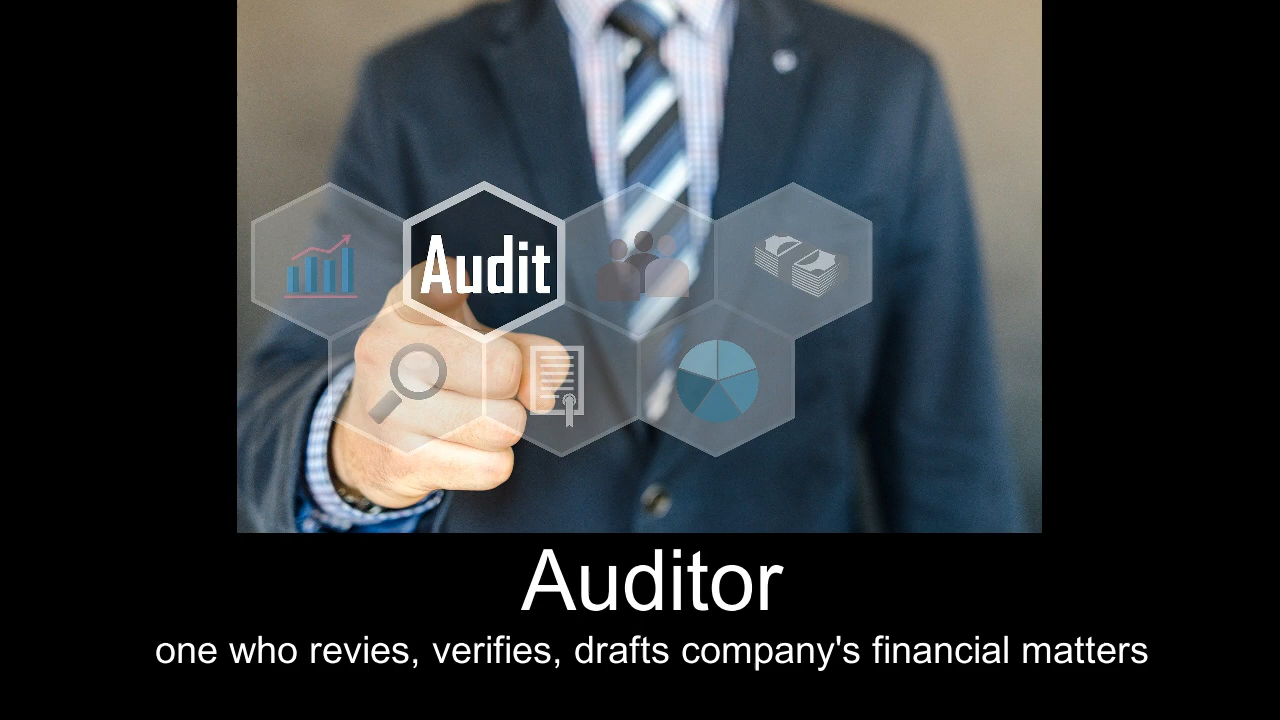 Audit
Auditor
one who revies, verifies, drafts company's financial matters